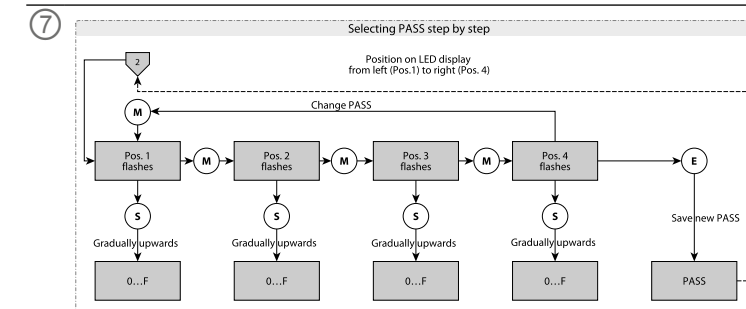 7
Selecting PASS step by step
2
Position on LED display
from left (Pos.1) to right (Pos. 4)
M
Change PASS
Pos. 1
flashes
M
Pos. 2
flashes
M
Pos. 3
flashes
M
Pos. 4
flashes
E
S
S
S
S
Save new PASS
Gradually upwards
Gradually upwards
Gradually upwards
Gradually upwards
0...F
0...F
0...F
0...F
PASS